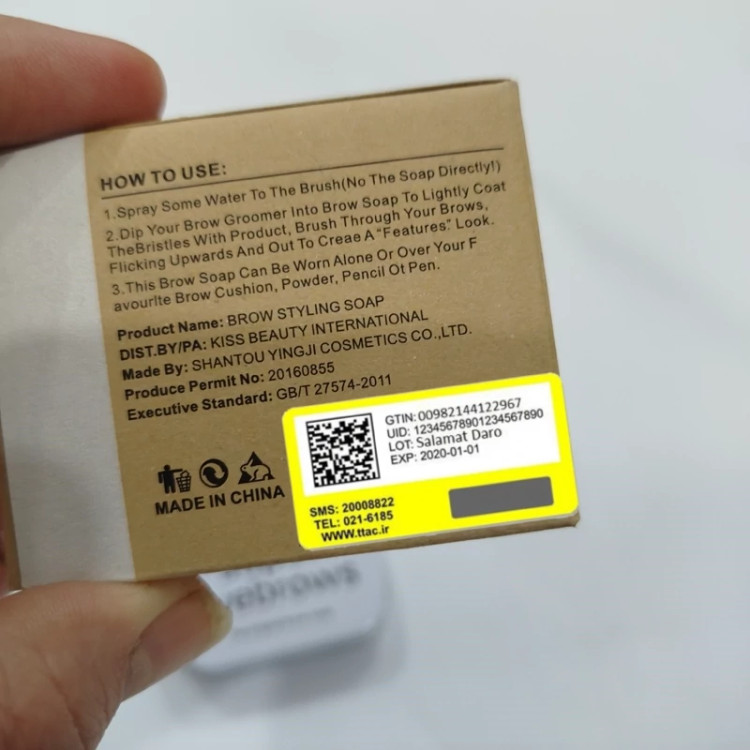 HOW TO USE:
1.Spray Some Water To The Brush(No The Soap Directly!)
2.Dip Your Brow Groomer Into Brow Soap To Lightly Coat
TheBristles With Product, Brush Through Your Brows,
Flicking Upwards And Out To Creae A "Features" Look.
3.This Brow Soap Can Be Worn Alone Or Over Your F
avourlte Brow Cushion, Powder, Pencil Ot Pen.
Product Name: BROW STYLING SOAP
DIST.BY/PA: KISS BEAUTY INTERNATIONAL
Made By: SHANTOU YINGJI COSMETICS CO.,LTD.
Produce Permit No: 20160855
Executive Standard: GB/T 27574-2011
MADE IN CHINA
GTIN: 00982144122967
UID: 12345678901234567890
LOT: Salamat Daro
EXP: 2020-01-01
SMS: 20008822
TEL: 021-6185
WWW.ttac.ir